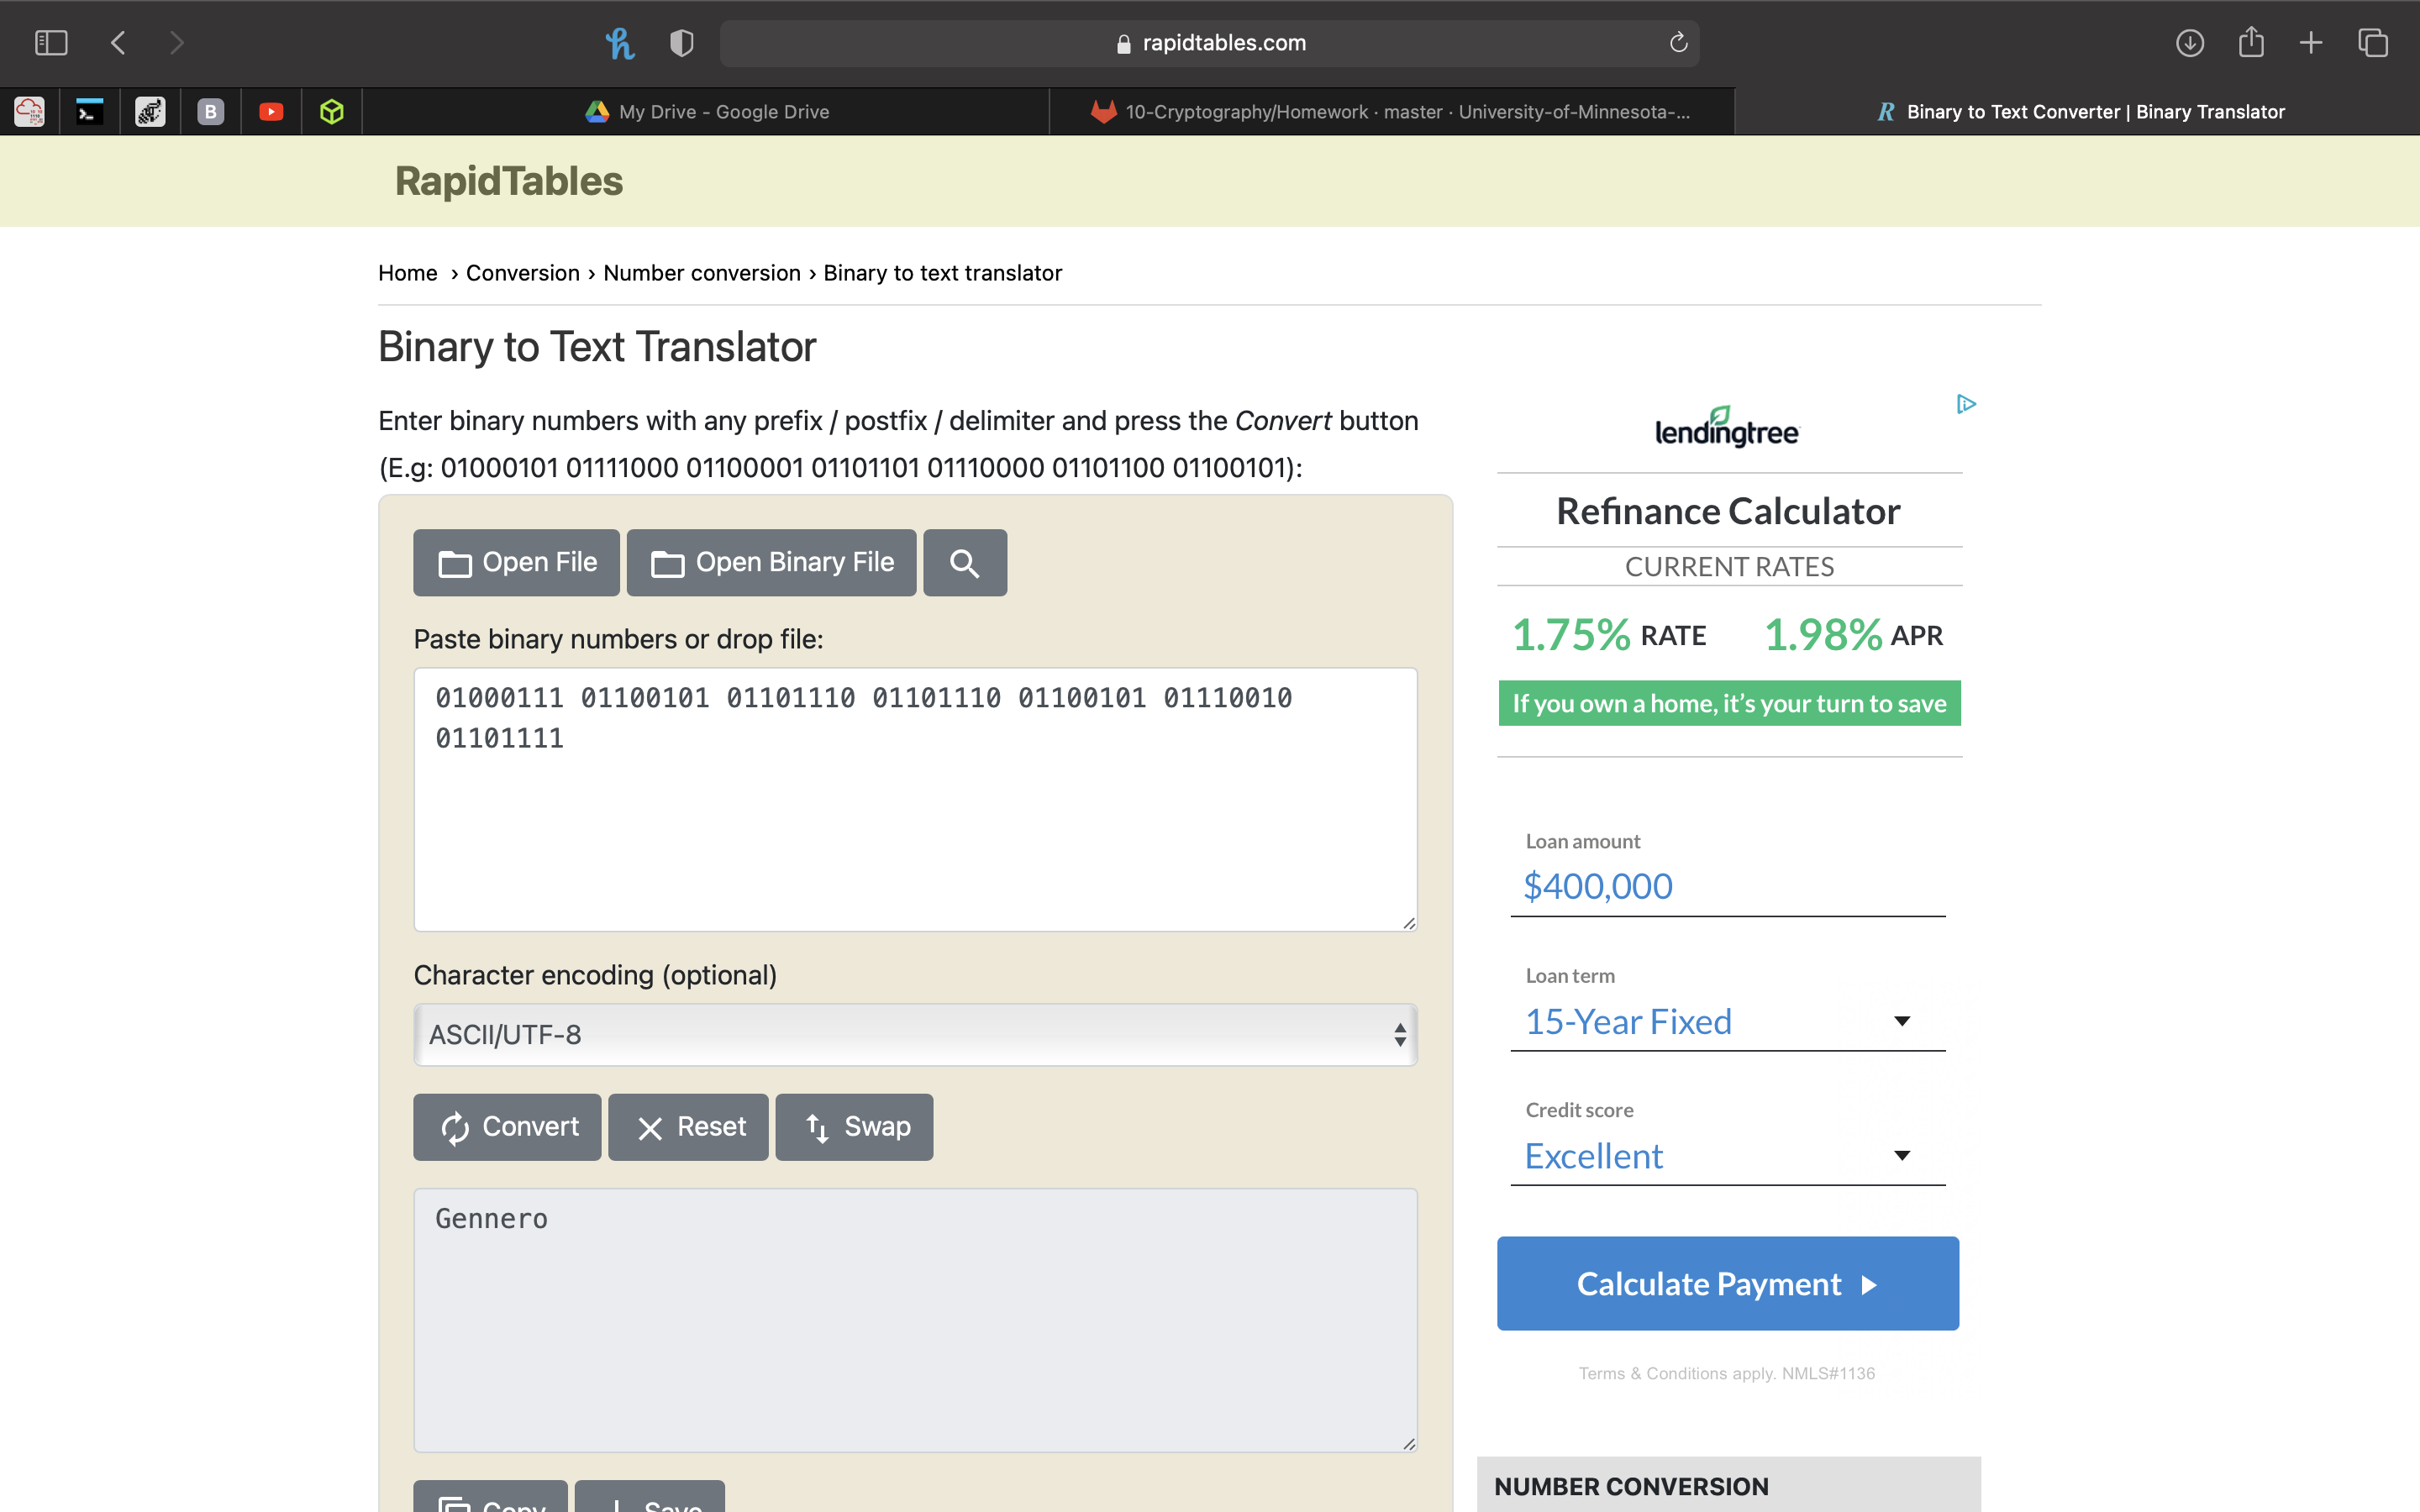 rapidtables.com
B
My Drive - Google Drive
10-Cryptography/Homework · master · University-of-Minnesota-...
Binary to Text Converter | Binary Translator
RapidTables
Home › Conversion › Number conversion › Binary to text translator
Binary to Text Translator
Enter binary numbers with any prefix / postfix / delimiter and press the Convert button
(E.g: 01000101 01111000 01100001 01101101 01110000 01101100 01100101):
Open File
Open Binary File
Paste binary numbers or drop file:
01000111 01100101 01101110 01101110 01100101 01110010
01101111
Character encoding (optional)
ASCII/UTF-8
Convert
Reset
Swap
Gennero
Copy
Save
lendingtree
Refinance Calculator
CURRENT RATES
1.75% RATE 1.98% APR
If you own a home, it's your turn to save
Loan amount
$400,000
Loan term
15-Year Fixed
Credit score
Excellent
Calculate Payment
Terms & Conditions apply. NMLS#1136
NUMBER CONVERSION